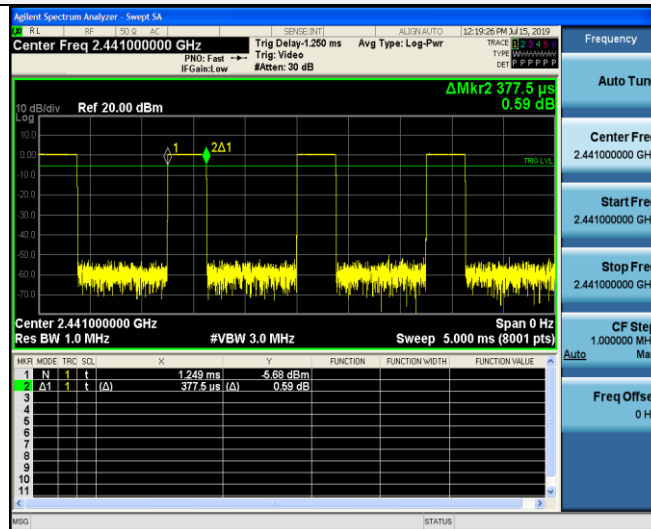 Agilent Spectrum Analyzer - Swept SA
RL RF 50 Ω AC SENSE:INT ALIGN AUTO 12:19:26 PM Jul 15, 2019
Center Freq 2.441000000 GHz Trig Delay-1.250 ms Avg Type: Log-Pwr TRACE 1 2 3 4 5 6
PNO: Fast Trig: Video TYPE
IFGain:Low #Atten: 30 dB DET P P P P P P
ΔMkr2 377.5 µs
0.59 dB
10 dB/div Ref 20.00 dBm
Log
10.0
1 2Δ1
0.00
TRIG LVL
-10.0
-20.0
-30.0
-40.0
-50.0
-60.0
-70.0
Center 2.441000000 GHz Span 0 Hz
Res BW 1.0 MHz #VBW 3.0 MHz Sweep 5.000 ms (8001 pts)
MKR MODE TRC SCL X Y FUNCTION FUNCTION WIDTH FUNCTION VALUE
1 N 1 t 1.249 ms -5.68 dBm
2 Δ1 1 t (Δ) 377.5 µs (Δ) 0.59 dB
3
4
5
6
7
8
9
10
11
MSG STATUS
Frequency
Auto Tun
Center Fre
2.441000000 GH
Start Fre
2.441000000 GH
Stop Fre
2.441000000 GH
CF Step
1.000000 MH
Auto Ma
Freq Offse
0 H